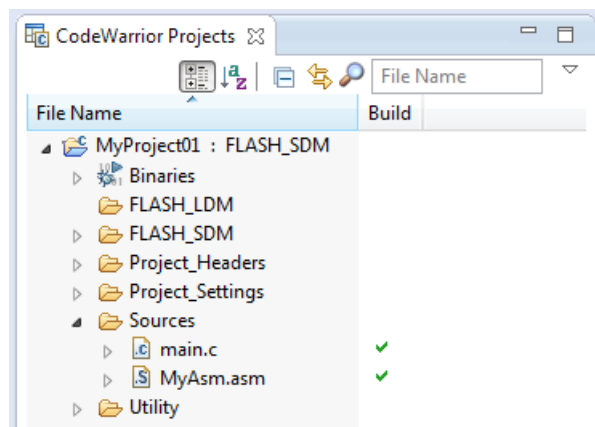 CodeWarrior Projects
File Name
File Name Build
MyProject01 : FLASH_SDM
Binaries
FLASH_LDM
FLASH_SDM
Project_Headers
Project_Settings
Sources
main.c
MyAsm.asm
Utility